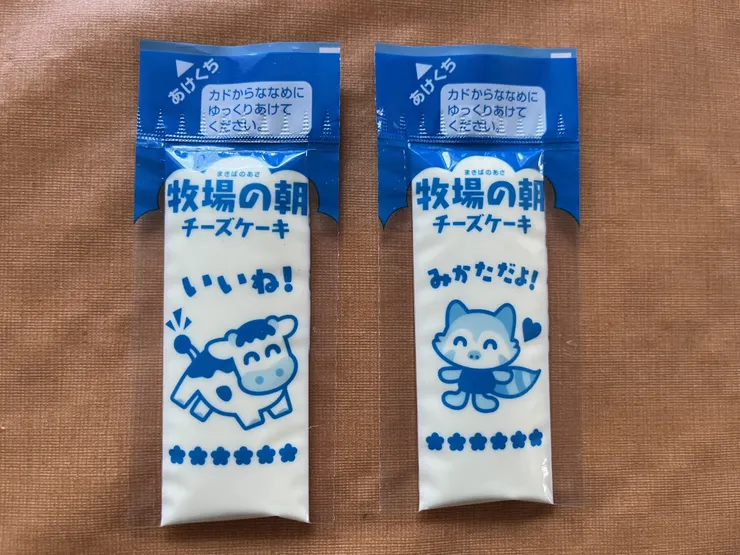 あけくち
カドからななめに
ゆっくりあけて
ください。
まきばのあさ
牧場の朝
チーズケーキ
いいね!
あけくち
カドからななめに
ゆっくりあけて
ください。
まきばのあさ
牧場の朝
チーズケーキ
みかただよ!